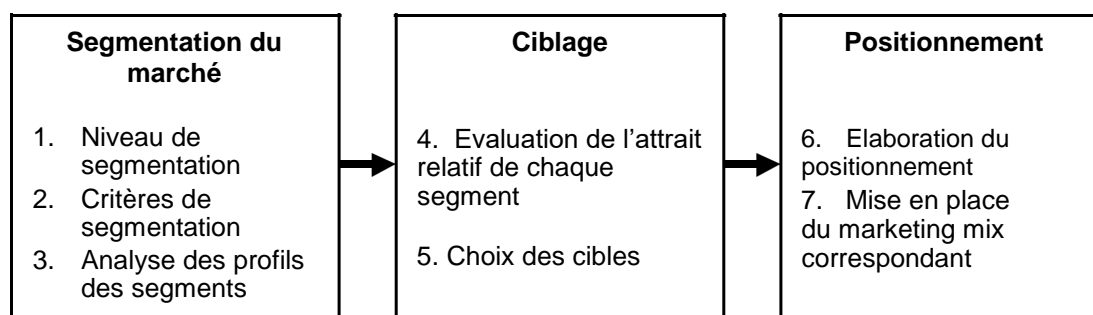 Segmentation du
marché
1. Niveau de
segmentation
2. Critères de
segmentation
3. Analyse des profils
des segments
Ciblage
4. Evaluation de l’attrait
relatif de chaque
segment
5. Choix des cibles
Positionnement
6. Elaboration du
positionnement
7. Mise en place
du marketing mix
correspondant